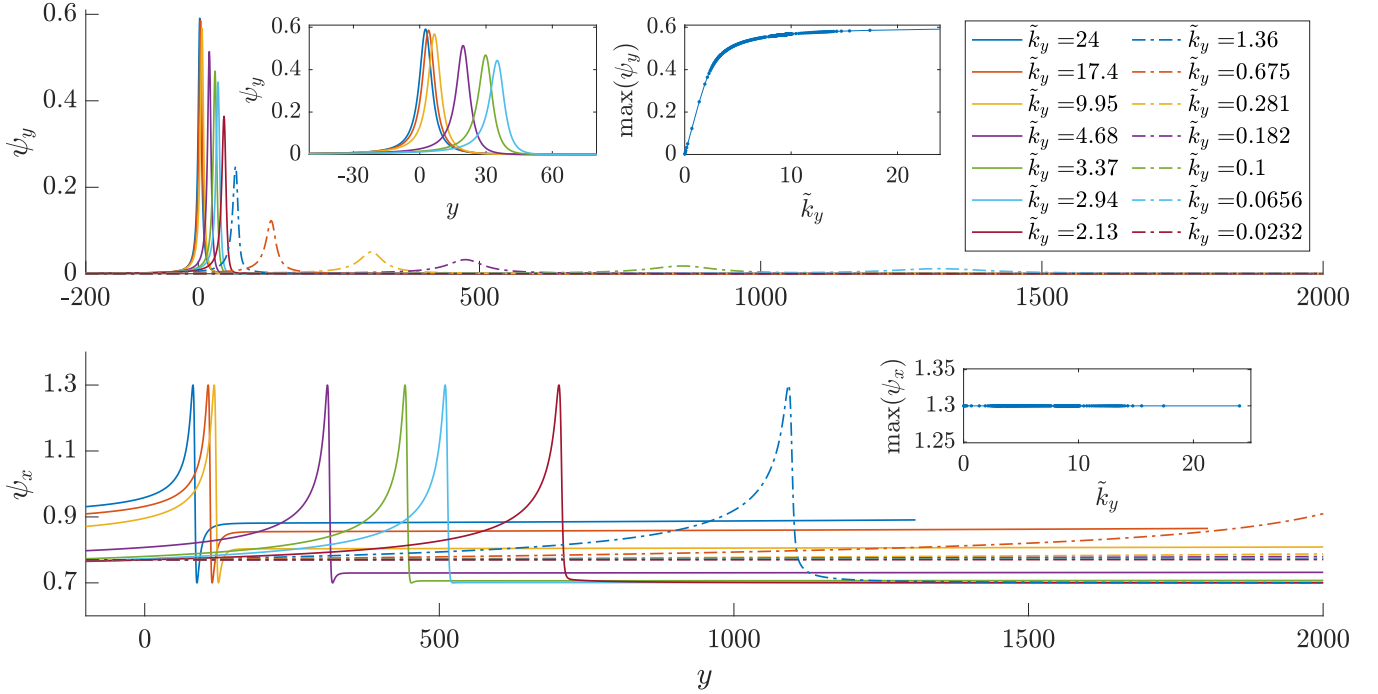 0.6
0.4
0.2
0
ψ_y
-200 0 500 1000 1500 2000
0.6
0.4
0.2
0
ψ_y
-30 0 30 60
y
0.6
0.4
0.2
0
max(ψ_y)
0 10 20
k̃_y
k̃_y =24
k̃_y =17.4
k̃_y =9.95
k̃_y =4.68
k̃_y =3.37
k̃_y =2.94
k̃_y =2.13
k̃_y =1.36
k̃_y =0.675
k̃_y =0.281
k̃_y =0.182
k̃_y =0.1
k̃_y =0.0656
k̃_y =0.0232
1.3
1.1
0.9
0.7
ψ_x
0 500 1000 1500 2000
y
1.35
1.3
1.25
max(ψ_x)
0 10 20
k̃_y